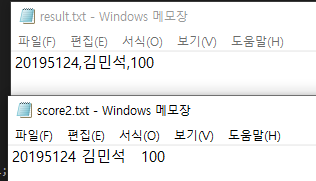 result.txt - Windows 메모장
파일(F) 편집(E) 서식(O) 보기(V) 도움말(H)
20195124,김민석,100
score2.txt - Windows 메모장
파일(F) 편집(E) 서식(O) 보기(V) 도움말(H)
20195124 김민석 100